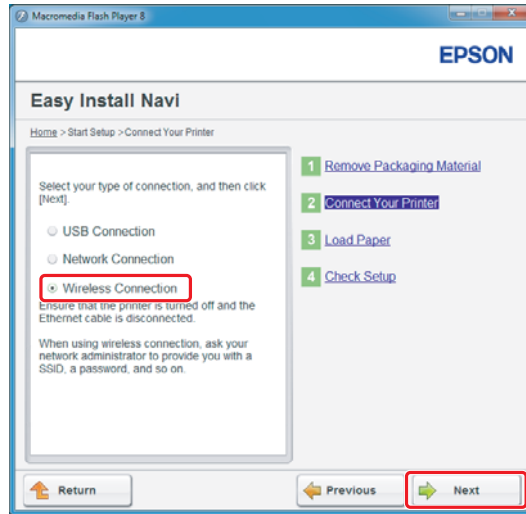 Macromedia Flash Player 8
EPSON
Easy Install Navi
Home > Start Setup >Connect Your Printer
Select your type of connection, and then click
[Next].
USB Connection
Network Connection
Wireless Connection
Ensure that the printer is turned off and the
Ethernet cable is disconnected.
When using wireless connection, ask your
network administrator to provide you with a
SSID, a password, and so on.
1 Remove Packaging Material
2 Connect Your Printer
3 Load Paper
4 Check Setup
Return
Previous
Next